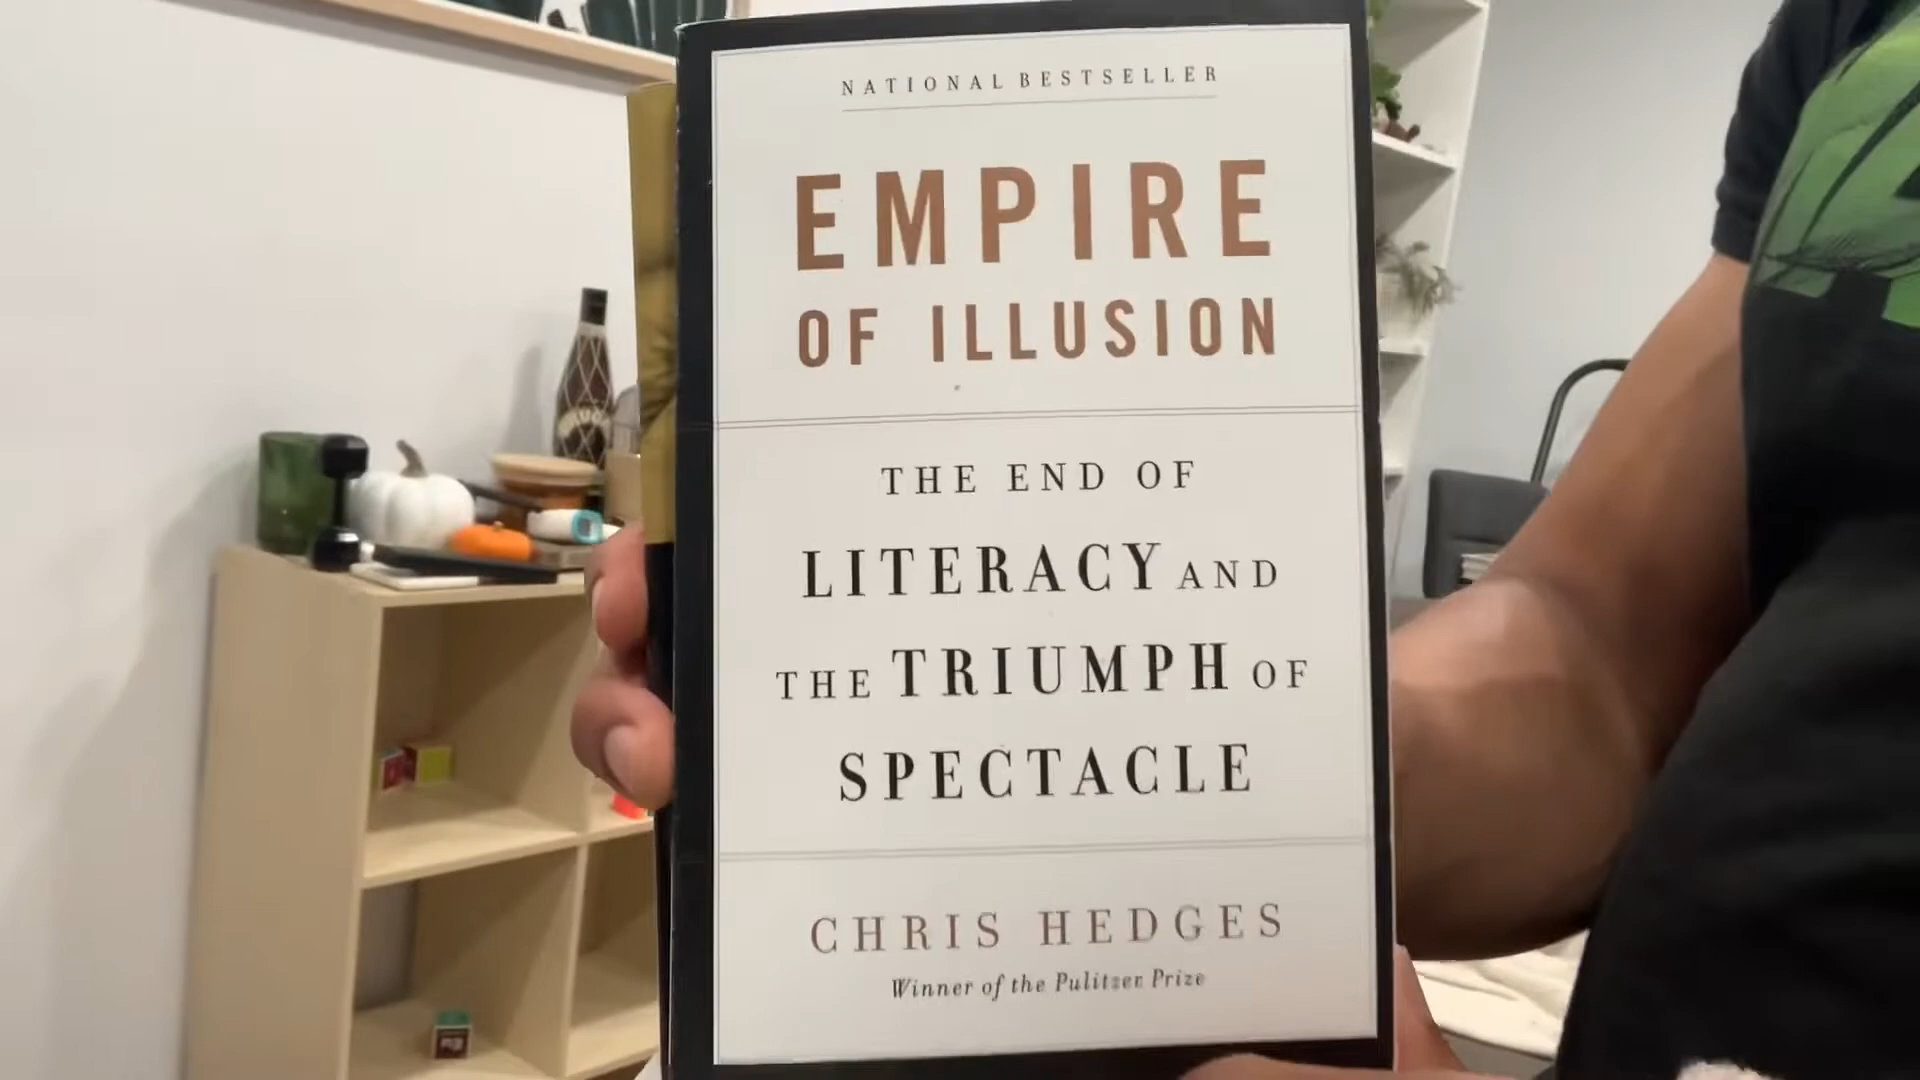 NATIONAL BESTSELLER
EMPIRE
OF ILLUSION
THE END OF
LITERACY AND
THE TRIUMPH OF
SPECTACLE
CHRIS HEDGES
Winner of the Pulitzer Prize